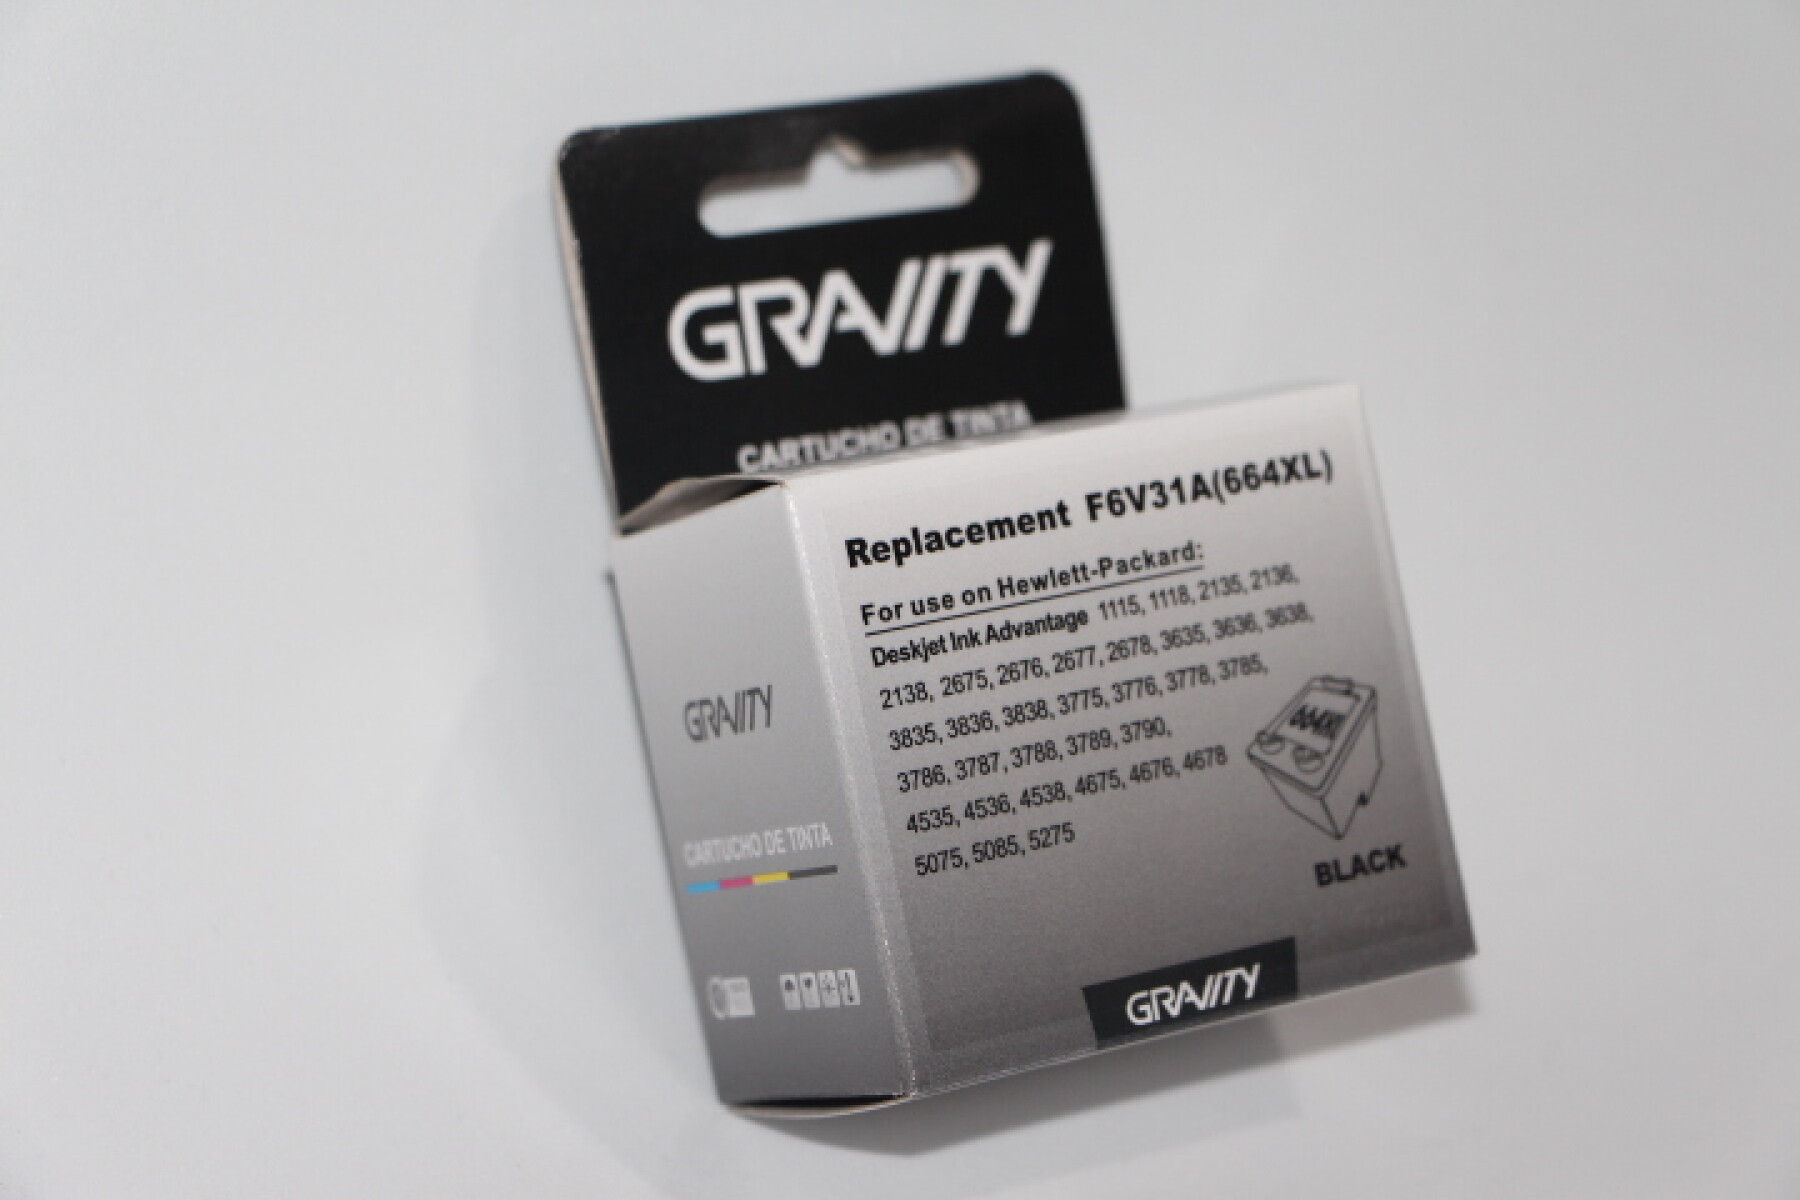 GRAVITY
CARTUCHO DE TINTA
Replacement F6V31A(664XL)
For use on Hewlett-Packard:
Deskjet Ink Advantage 1115, 1118, 2135, 2136,
2138, 2675, 2676, 2677, 2678, 3635, 3636, 3638,
3835, 3836, 3838, 3775, 3776, 3778, 3785,
3786, 3787, 3788, 3789, 3790,
4535, 4536, 4538, 4675, 4676, 4678
5075, 5085, 5275
664XL
BLACK
GRAVITY
GRAVITY
CARTUCHO DE TINTA